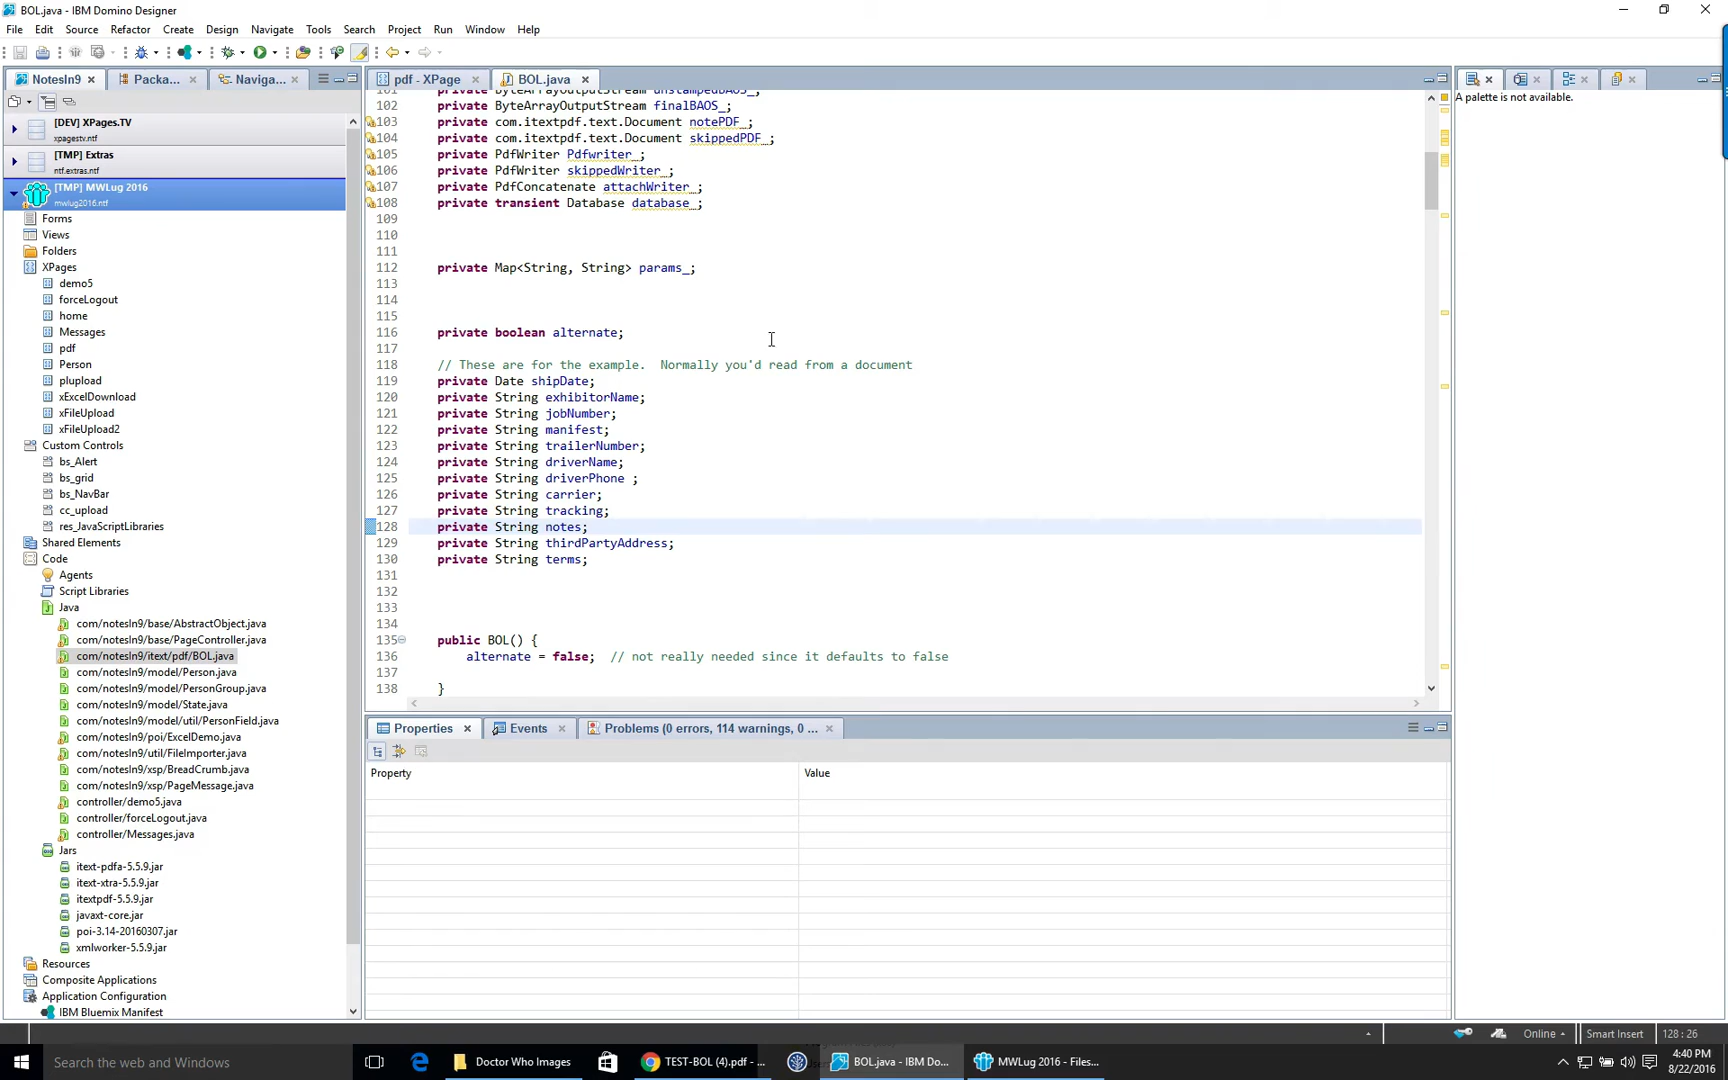 BOL.java - IBM Domino Designer
File Edit Source Refactor Create Design Navigate Tools Search Project Run Design Window Help
NotesIn9 Packa... Naviga...
[DEV] XPages.TV
xpagestv.ntf
[TMP] Extras
ntf.extras.ntf
[TMP] MWLug 2016
mwlug2016.ntf
Forms
Views
Folders
XPages
demo5
forceLogout
home
Messages
pdf
Person
plupload
xExcelDownload
xFileUpload
xFileUpload2
Custom Controls
bs_Alert
bs_grid
bs_NavBar
cc_upload
res_JavaScriptLibraries
Shared Elements
Code
Agents
Script Libraries
Java
com/notesIn9/base/AbstractObject.java
com/notesIn9/base/PageController.java
com/notesIn9/itext/pdf/BOL.java
com/notesIn9/model/Person.java
com/notesIn9/model/PersonGroup.java
com/notesIn9/model/State.java
com/notesIn9/model/util/PersonField.java
com/notesIn9/poi/ExcelDemo.java
com/notesIn9/util/FileImporter.java
com/notesIn9/xsp/BreadCrumb.java
com/notesIn9/xsp/PageMessage.java
controller/demo5.java
controller/forceLogout.java
controller/Messages.java
Jars
itext-pdfa-5.5.9.jar
itext-xtra-5.5.9.jar
itextpdf-5.5.9.jar
javaxt-core.jar
poi-3.14-20160307.jar
xmlworker-5.5.9.jar
Resources
Composite Applications
Application Configuration
IBM Bluemix Manifest
pdf - XPage BOL.java
101 private ByteArrayOutputStream unstampedBAOS_;
102 private ByteArrayOutputStream finalBAOS_;
103 private com.itextpdf.text.Document notePDF_;
104 private com.itextpdf.text.Document skippedPDF_;
105 private PdfWriter Pdfwriter_;
106 private PdfWriter skippedWriter_;
107 private PdfConcatenate attachWriter_;
108 private transient Database database_;
109
110
111
112 private Map<String, String> params_;
113
114
115
116 private boolean alternate;
117
118 // These are for the example.  Normally you'd read from a document
119 private Date shipDate;
120 private String exhibitorName;
121 private String jobNumber;
122 private String manifest;
123 private String trailerNumber;
124 private String driverName;
125 private String driverPhone ;
126 private String carrier;
127 private String tracking;
128 private String notes;
129 private String thirdPartyAddress;
130 private String terms;
131
132
133
134
135 public BOL() {
136 alternate = false;  // not really needed since it defaults to false
137
138 }
A palette is not available.
Properties Events Problems (0 errors, 114 warnings, 0 ...
Property Value
Online Smart Insert 128 : 26
Search the web and Windows Doctor Who Images TEST-BOL (4).pdf - ... BOL.java - IBM Do... MWLug 2016 - Files...
4:40 PM
8/22/2016